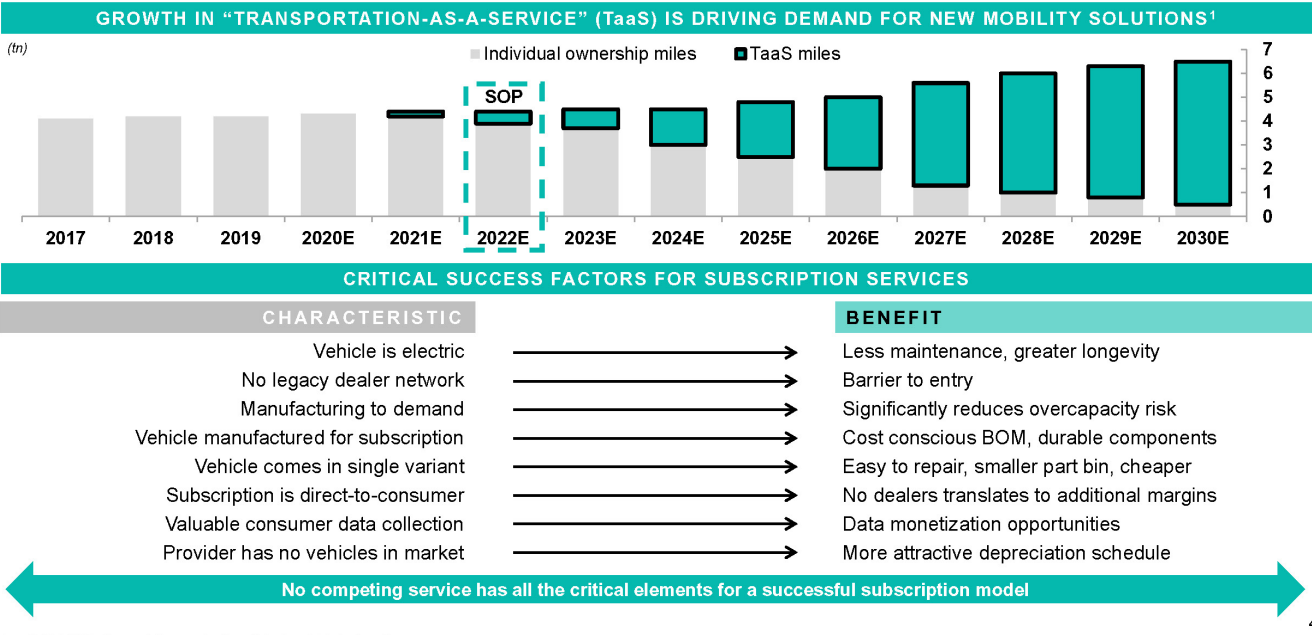 GROWTH IN “TRANSPORTATION-AS-A-SERVICE” (TaaS) IS DRIVING DEMAND FOR NEW MOBILITY SOLUTIONS¹
(tn)
Individual ownership miles
TaaS miles
SOP
7
6
5
4
3
2
1
0
2017 2018 2019 2020E 2021E 2022E 2023E 2024E 2025E 2026E 2027E 2028E 2029E 2030E
CRITICAL SUCCESS FACTORS FOR SUBSCRIPTION SERVICES
CHARACTERISTIC BENEFIT
Vehicle is electric Less maintenance, greater longevity
No legacy dealer network Barrier to entry
Manufacturing to demand Significantly reduces overcapacity risk
Vehicle manufactured for subscription Cost conscious BOM, durable components
Vehicle comes in single variant Easy to repair, smaller part bin, cheaper
Subscription is direct-to-consumer No dealers translates to additional margins
Valuable consumer data collection Data monetization opportunities
Provider has no vehicles in market More attractive depreciation schedule
No competing service has all the critical elements for a successful subscription model